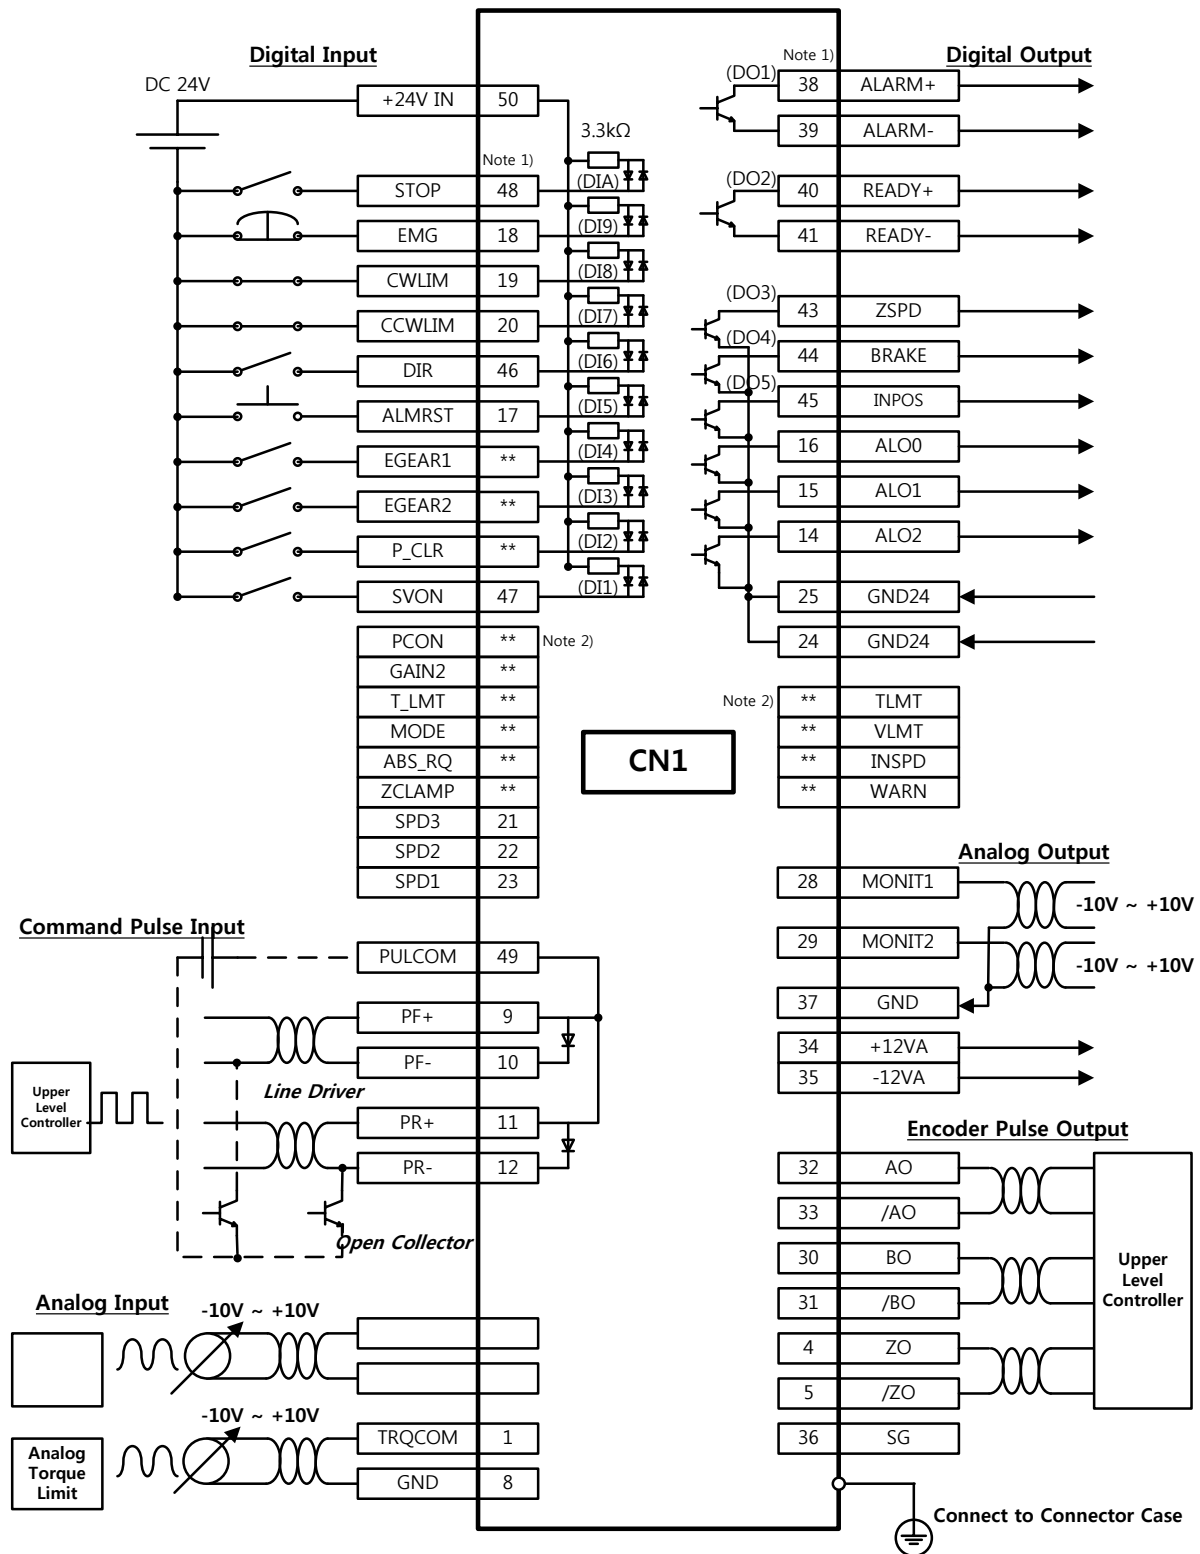 Digital Input
DC 24V
+24V IN 50
3.3kΩ
Note 1)
STOP 48 (DIA)
EMG 18 (DI9)
CWLIM 19 (DI8)
CCWLIM 20 (DI7)
DIR 46 (DI6)
ALMRST 17 (DI5)
EGEAR1 ** (DI4)
EGEAR2 ** (DI3)
P_CLR ** (DI2)
SVON 47 (DI1)
PCON ** Note 2)
GAIN2 **
T_LMT **
MODE **
ABS_RQ **
ZCLAMP **
SPD3 21
SPD2 22
SPD1 23
Command Pulse Input
PULCOM 49
PF+ 9
PF- 10
Line Driver
Upper
Level
Controller
PR+ 11
PR- 12
Open Collector
Analog Input
-10V ~ +10V
-10V ~ +10V
Analog
Torque
Limit
TRQCOM 1
GND 8
CN1
Note 1)
Digital Output
(DO1) 38 ALARM+
39 ALARM-
(DO2) 40 READY+
41 READY-
(DO3) 43 ZSPD
(DO4) 44 BRAKE
(DO5) 45 INPOS
16 ALO0
15 ALO1
14 ALO2
25 GND24
24 GND24
Note 2) ** TLMT
** VLMT
** INSPD
** WARN
Analog Output
28 MONIT1
-10V ~ +10V
29 MONIT2
-10V ~ +10V
37 GND
34 +12VA
35 -12VA
Encoder Pulse Output
32 AO
33 /AO
30 BO
31 /BO
4 ZO
5 /ZO
Upper
Level
Controller
36 SG
Connect to Connector Case